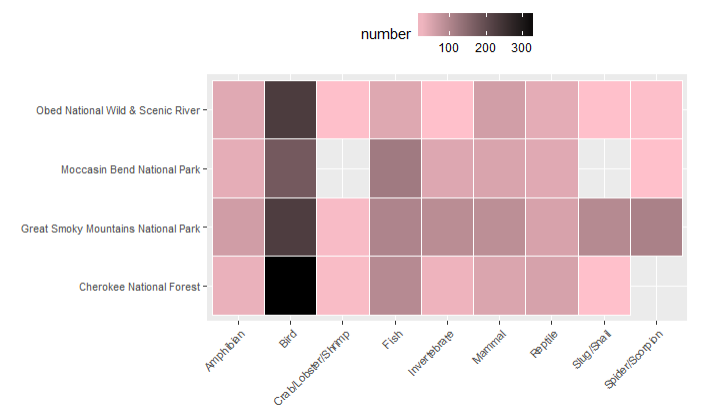 number
100 200 300
Obed National Wild & Scenic River
Moccasin Bend National Park
Great Smoky Mountains National Park
Cherokee National Forest
Amphibian
Bird
Crab/Lobster/Shrimp
Fish
Invertebrate
Mammal
Reptile
Slug/Snail
Spider/Scorpion